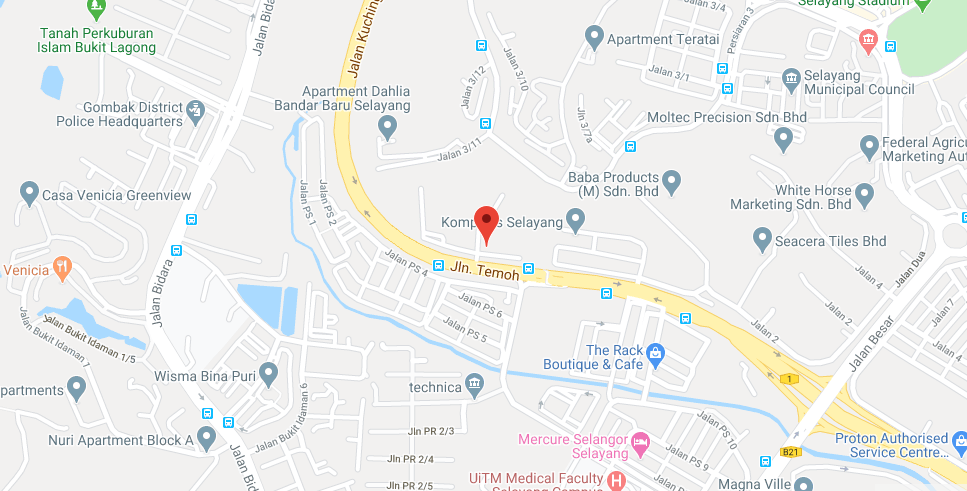 Tanah Perkuburan
Islam Bukit Lagong
Jalan Bidara
Jalan Kuching
Jalan 3/12
Jalan 3/10
Apartment Teratai
Jalan 3/4
Persiaran 3
Selayang Stadium
Jalan 3/1
Selayang
Municipal Council
Gombak District
Police Headquarters
Apartment Dahlia
Bandar Baru Selayang
Jln 3/7a
Moltec Precision Sdn Bhd
Jalan 3/11
Federal Agric
Marketing Aut
Casa Venicia Greenview
Jalan PS 1
Jalan PS 2
Baba Products
(M) Sdn. Bhd
White Horse
Marketing Sdn. Bhd
Selayang
Seacera Tiles Bhd
Venicia
Jalan Bidara
Jalan PS 4
Jln. Temoh
Jalan Dua
Jalan 4
Jalan PS 6
Jalan PS 5
Jalan 2
Jalan 2
Jalan 7
Jalan Besar
Jalan Bukit Idaman 1/5
Jalan Bukit Idaman 1
The Rack
Boutique & Cafe
partments
Wisma Bina Puri
technica
1
Jalan Bukit Idaman 6
Nuri Apartment Block A
Jln PR 2/3
Mercure Selangor
Selayang
Jalan PS 10
B21
Proton Authorised
Service Centre...
Jalan Bidara
Jln PR 2/4
Jalan PS 9
UiTM Medical Faculty
Selayang Campus
Jln PR 2/5
Magna Ville